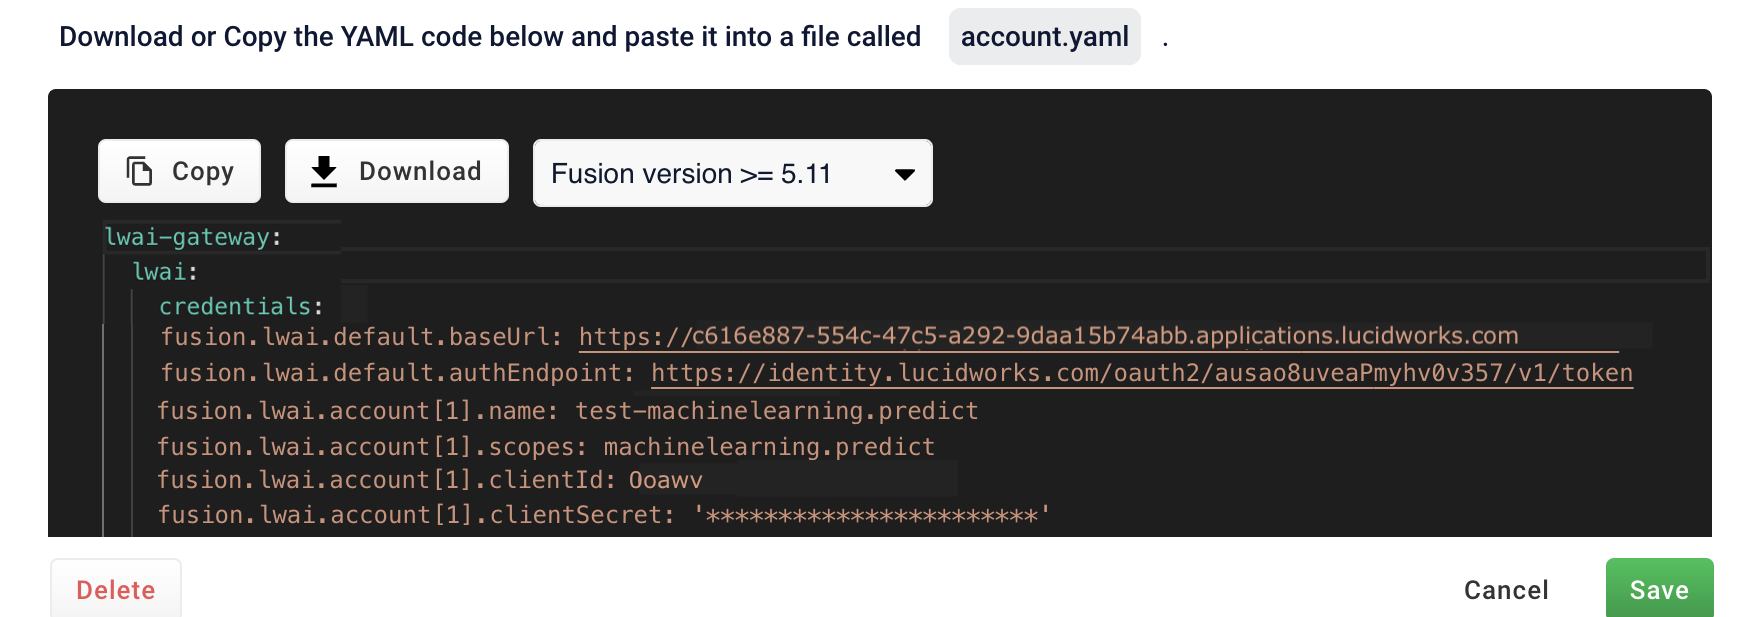 Download or Copy the YAML code below and paste it into a file called account.yaml .
Copy Download Fusion version >= 5.11
lwai-gateway:
lwai:
credentials:
fusion.lwai.default.baseUrl: https://c616e887-554c-47c5-a292-9daa15b74abb.applications.lucidworks.com
fusion.lwai.default.authEndpoint: https://identity.lucidworks.com/oauth2/ausao8uveaPmyhv0v357/v1/token
fusion.lwai.account[1].name: test-machinelearning.predict
fusion.lwai.account[1].scopes: machinelearning.predict
fusion.lwai.account[1].clientId: 0oawv
fusion.lwai.account[1].clientSecret: '***********************'
Delete Cancel Save